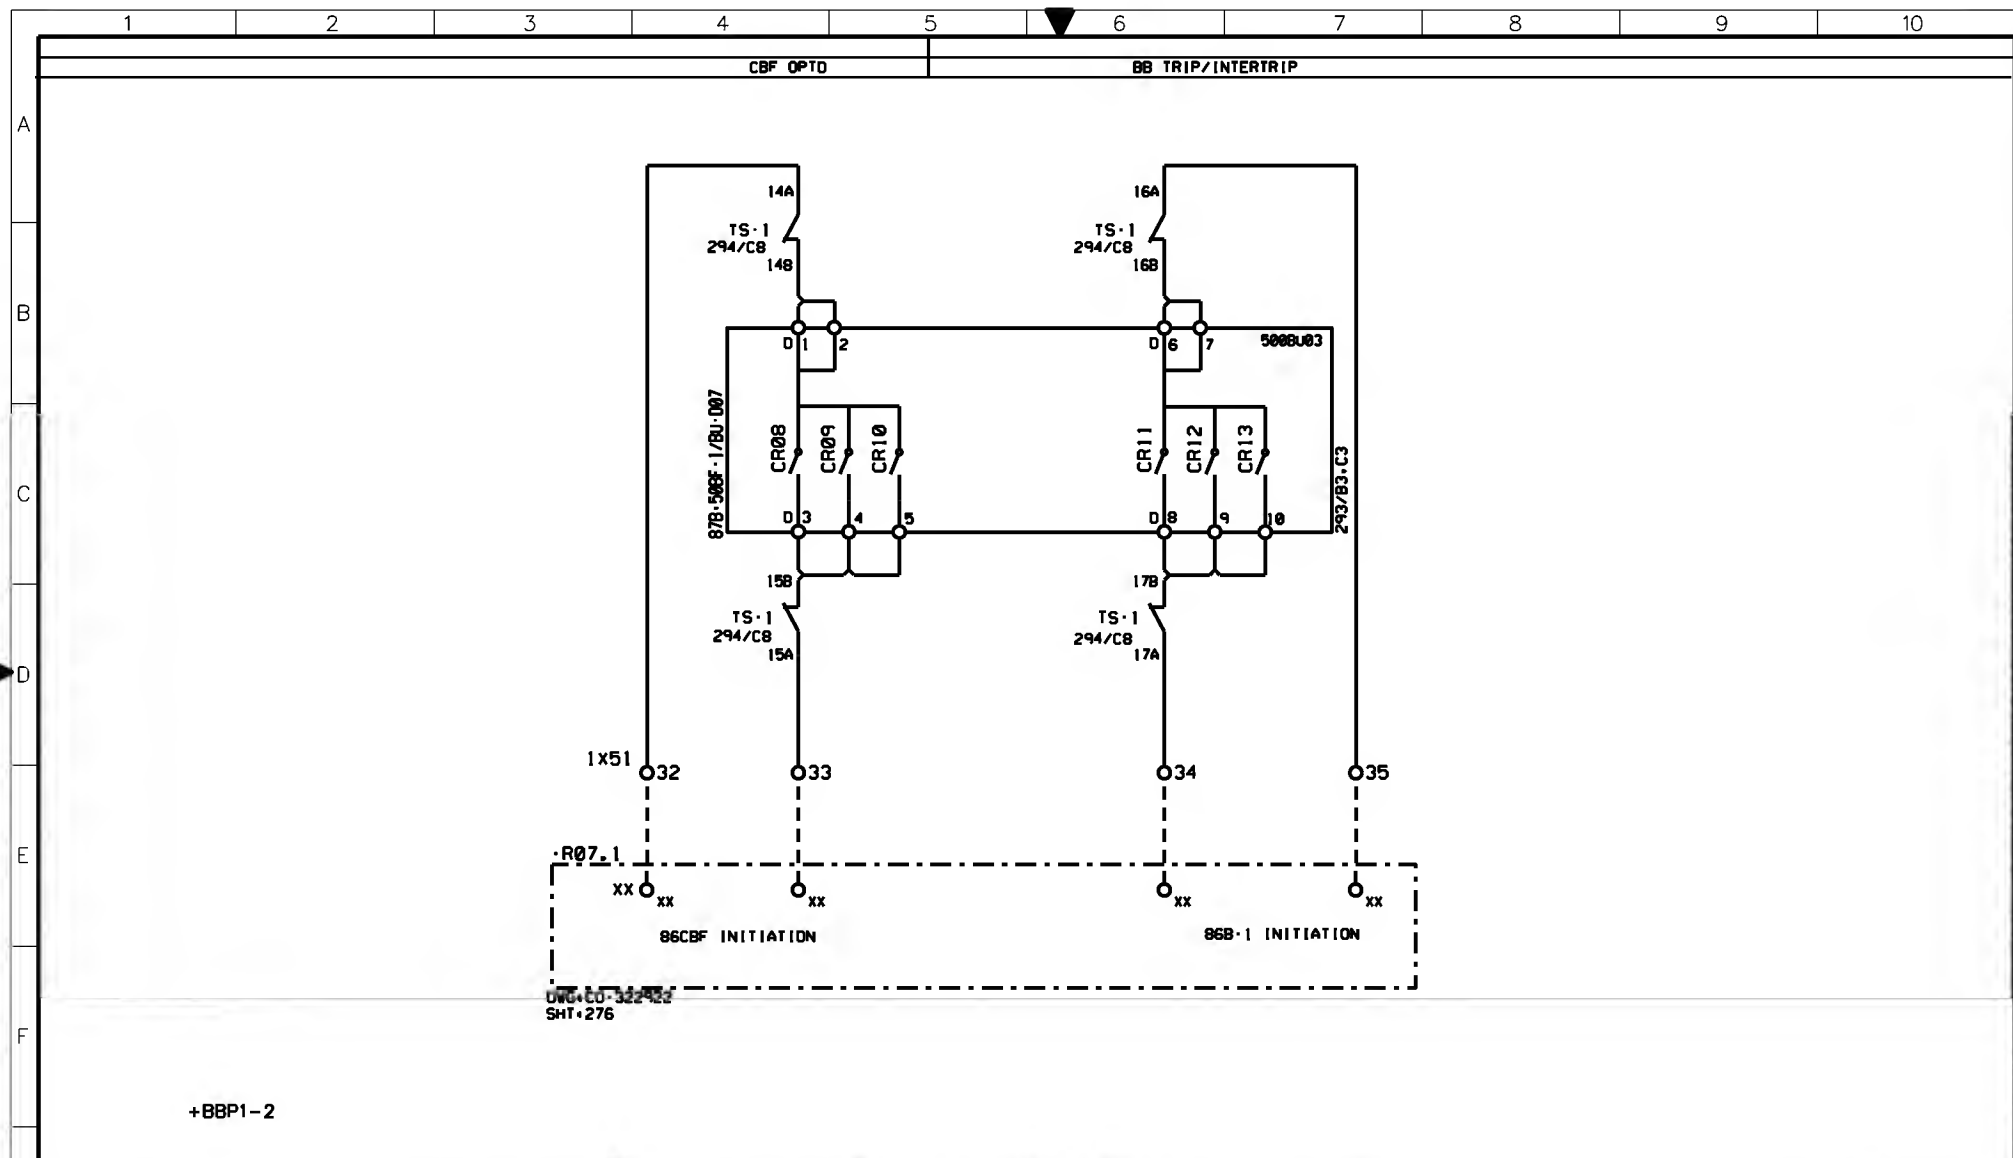 1 2 3 4 5 6 7 8 9 10
CBF OPTO BB TRIP/INTERTRIP
A
14A 16A
TS-1 TS-1
294/C8 294/C8
14B 16B
B
D 1 2 D 6 7 500BU03
87B-50BF-1/BU-D07
CR08 CR09 CR10 CR11 CR12 CR13
293/B3,C3
C
D 3 4 5 D 8 9 10
15B 17B
TS-1 TS-1
294/C8 294/C8
15A 17A
D
1X51 32 33 34 35
E
-R07.1
XX XX XX XX XX
86CBF INITIATION 86B-1 INITIATION
SHT:276
F
+BBP1-2